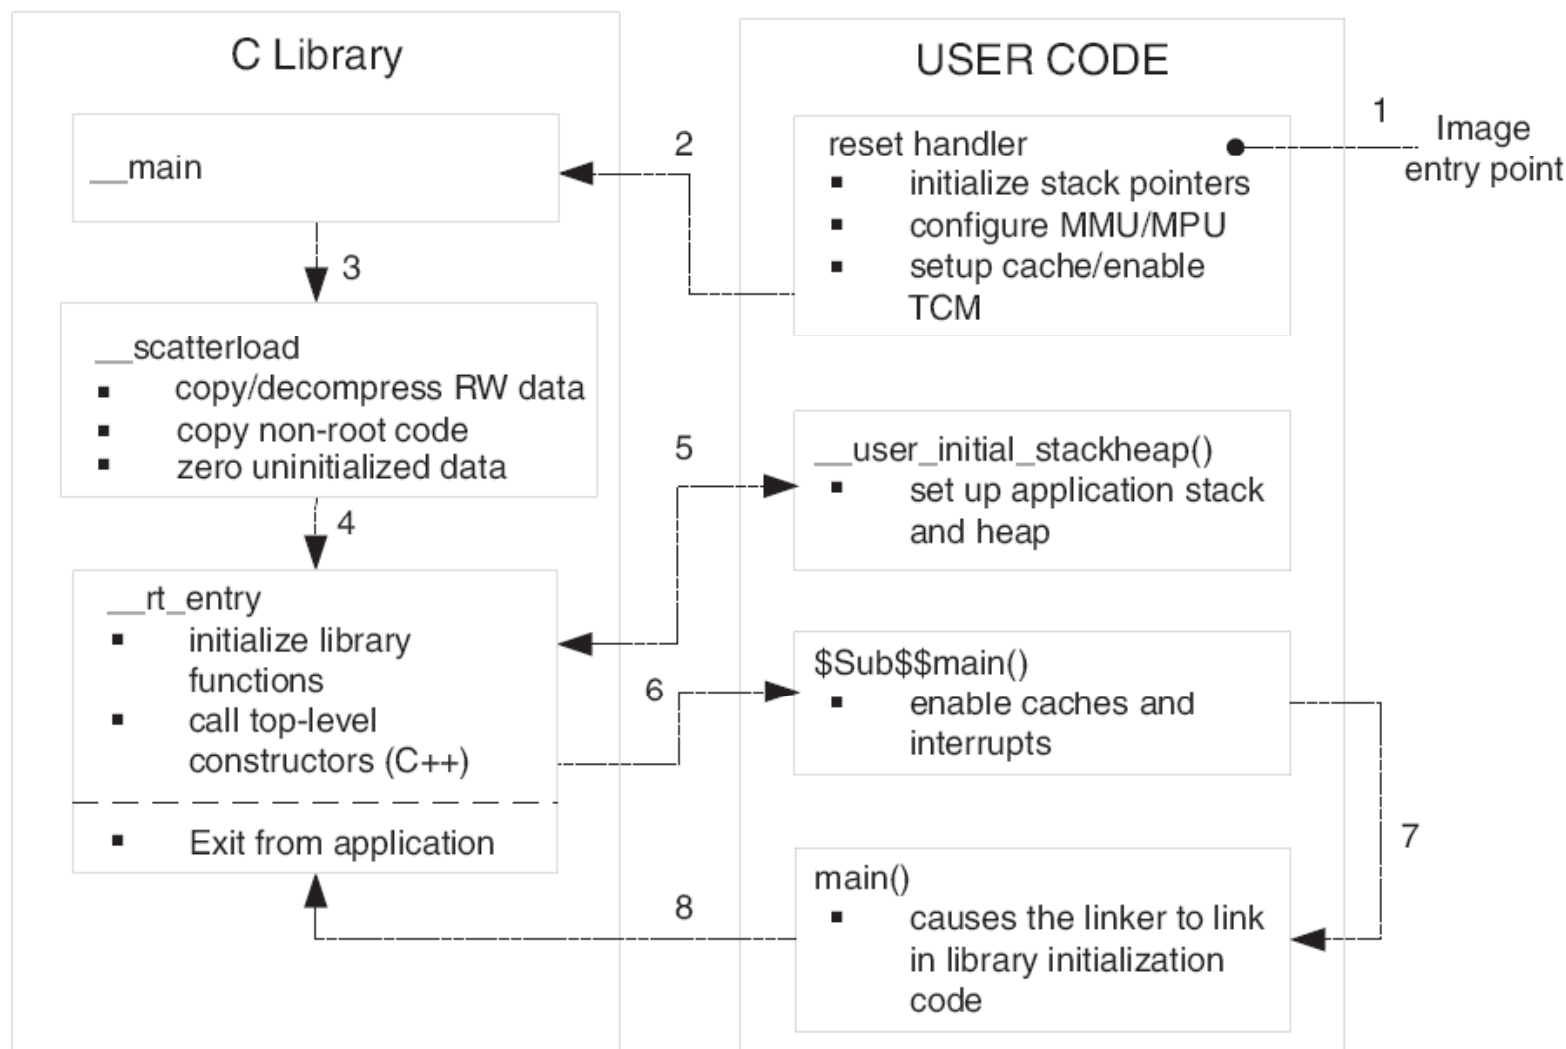 C Library
__main
3
__scatterload
▪ copy/decompress RW data
▪ copy non-root code
▪ zero uninitialized data
4
__rt_entry
▪ initialize library
functions
▪ call top-level
constructors (C++)
▪ Exit from application
2
5
6
8
USER CODE
reset handler
▪ initialize stack pointers
▪ configure MMU/MPU
▪ setup cache/enable
TCM
__user_initial_stackheap()
▪ set up application stack
and heap
$Sub$$main()
▪ enable caches and
interrupts
main()
▪ causes the linker to link
in library initialization
code
1
Image
entry point
7